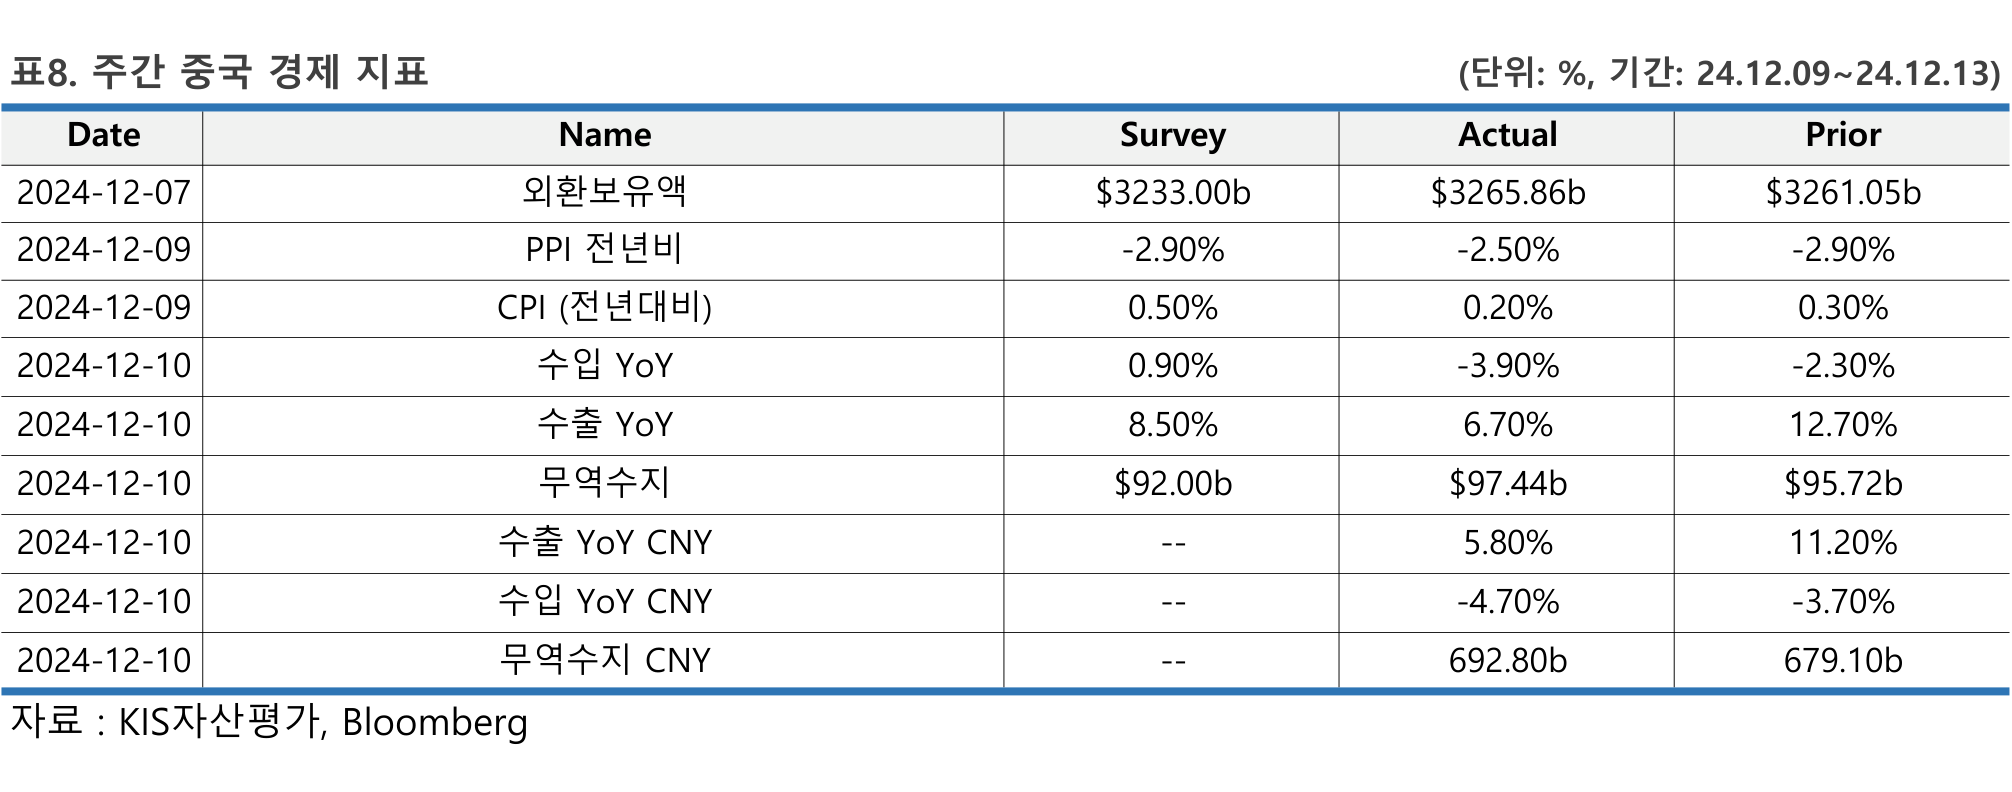 표8. 주간 중국 경제 지표 (단위: %, 기간: 24.12.09~24.12.13)
Date Name Survey Actual Prior
2024-12-07 외환보유액 $3233.00b $3265.86b $3261.05b
2024-12-09 PPI 전년비 -2.90% -2.50% -2.90%
2024-12-09 CPI (전년대비) 0.50% 0.20% 0.30%
2024-12-10 수입 YoY 0.90% -3.90% -2.30%
2024-12-10 수출 YoY 8.50% 6.70% 12.70%
2024-12-10 무역수지 $92.00b $97.44b $95.72b
2024-12-10 수출 YoY CNY -- 5.80% 11.20%
2024-12-10 수입 YoY CNY -- -4.70% -3.70%
2024-12-10 무역수지 CNY -- 692.80b 679.10b
자료 : KIS자산평가, Bloomberg